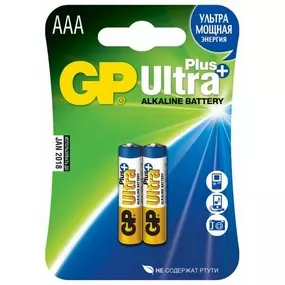 AAA
УЛЬТРА
МОЩНАЯ
ЭНЕРГИЯ
GP Ultra Plus+
ALKALINE BATTERY
JAN 2018
GP Ultra Plus+
GP Ultra Plus+
НЕ СОДЕРЖАТ РТУТИ